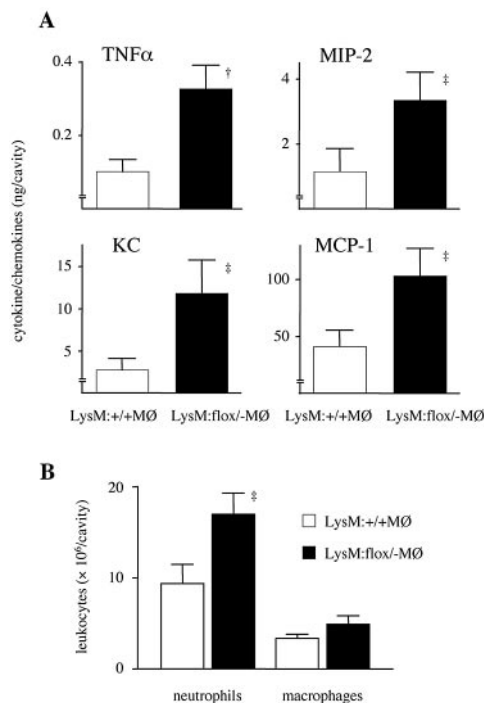 A
TNFα
MIP-2
0.4
†
4
‡
0.2
2
cytokine/chemokines (ng/cavity)
KC
MCP-1
15
‡
100
‡
10
50
5
LysM:+/+MØ LysM:flox/-MØ LysM:+/+MØ LysM:flox/-MØ
B
20
‡
LysM:+/+MØ
LysM:flox/-MØ
10
leukocytes (× 10⁶/cavity)
0
neutrophils macrophages